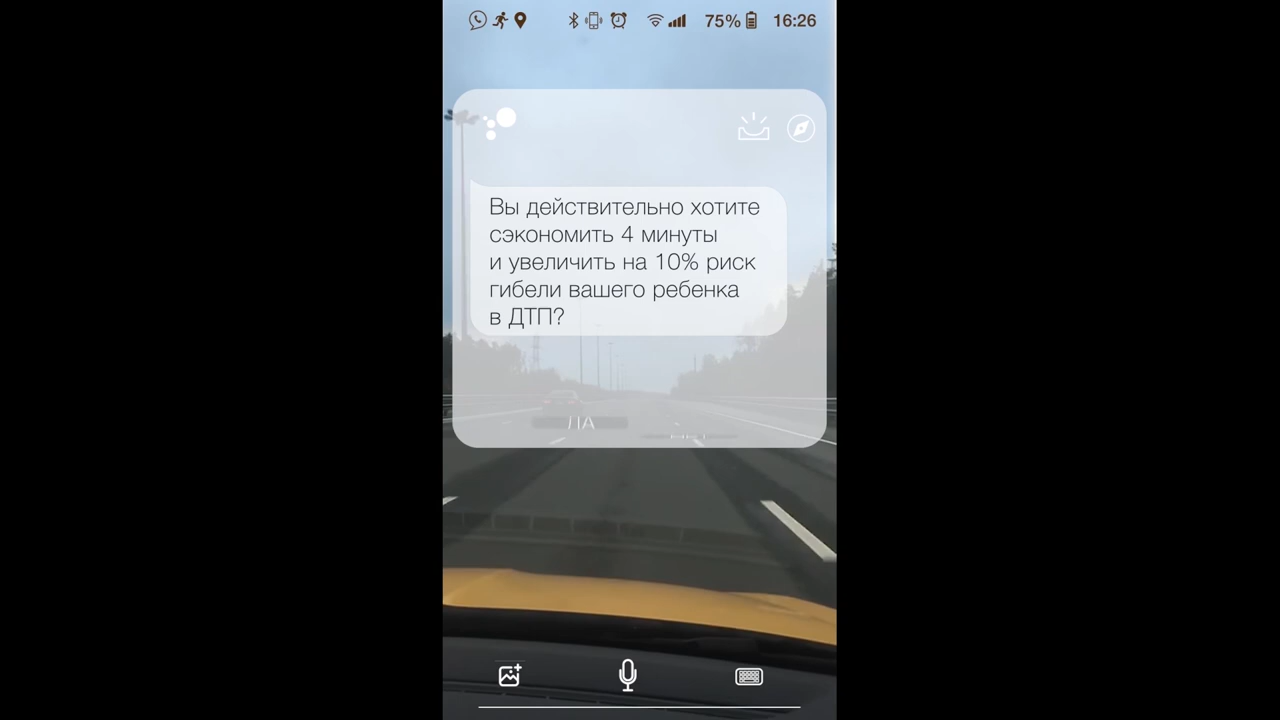 75% 16:26
Вы действительно хотите
сэкономить 4 минуты
и увеличить на 10% риск
гибели вашего ребенка
в ДТП?